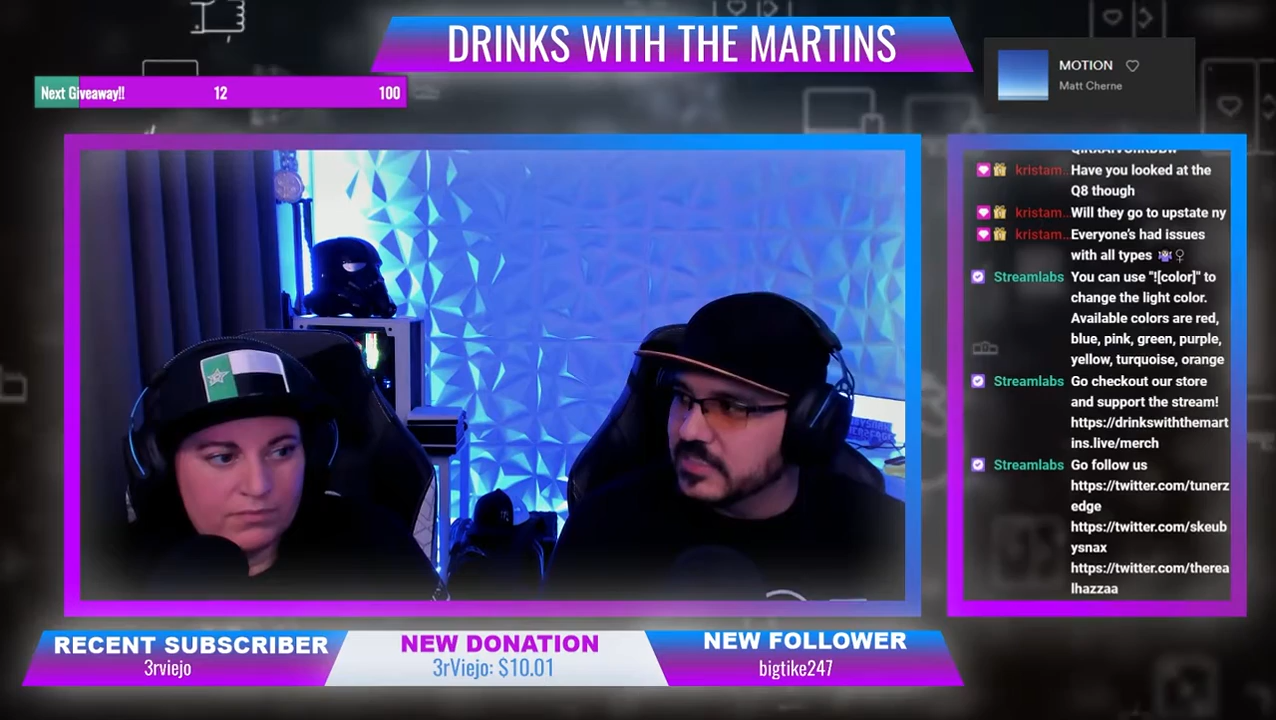 DRINKS WITH THE MARTINS
MOTION
Matt Cherne
Next Giveaway!! 12 100
kristam... Have you looked at the
Q8 though
kristam... Will they go to upstate ny
kristam... Everyone's had issues
with all types
Streamlabs You can use "![color]" to
change the light color.
Available colors are red,
blue, pink, green, purple,
yellow, turquoise, orange
Streamlabs Go checkout our store
and support the stream!
https://drinkswiththemart
ins.live/merch
Streamlabs Go follow us
https://twitter.com/tunerz
edge
https://twitter.com/skeub
ysnax
https://twitter.com/therea
lhazzaa
RECENT SUBSCRIBER
3rviejo
NEW DONATION
3rViejo: $10.01
NEW FOLLOWER
bigtike247